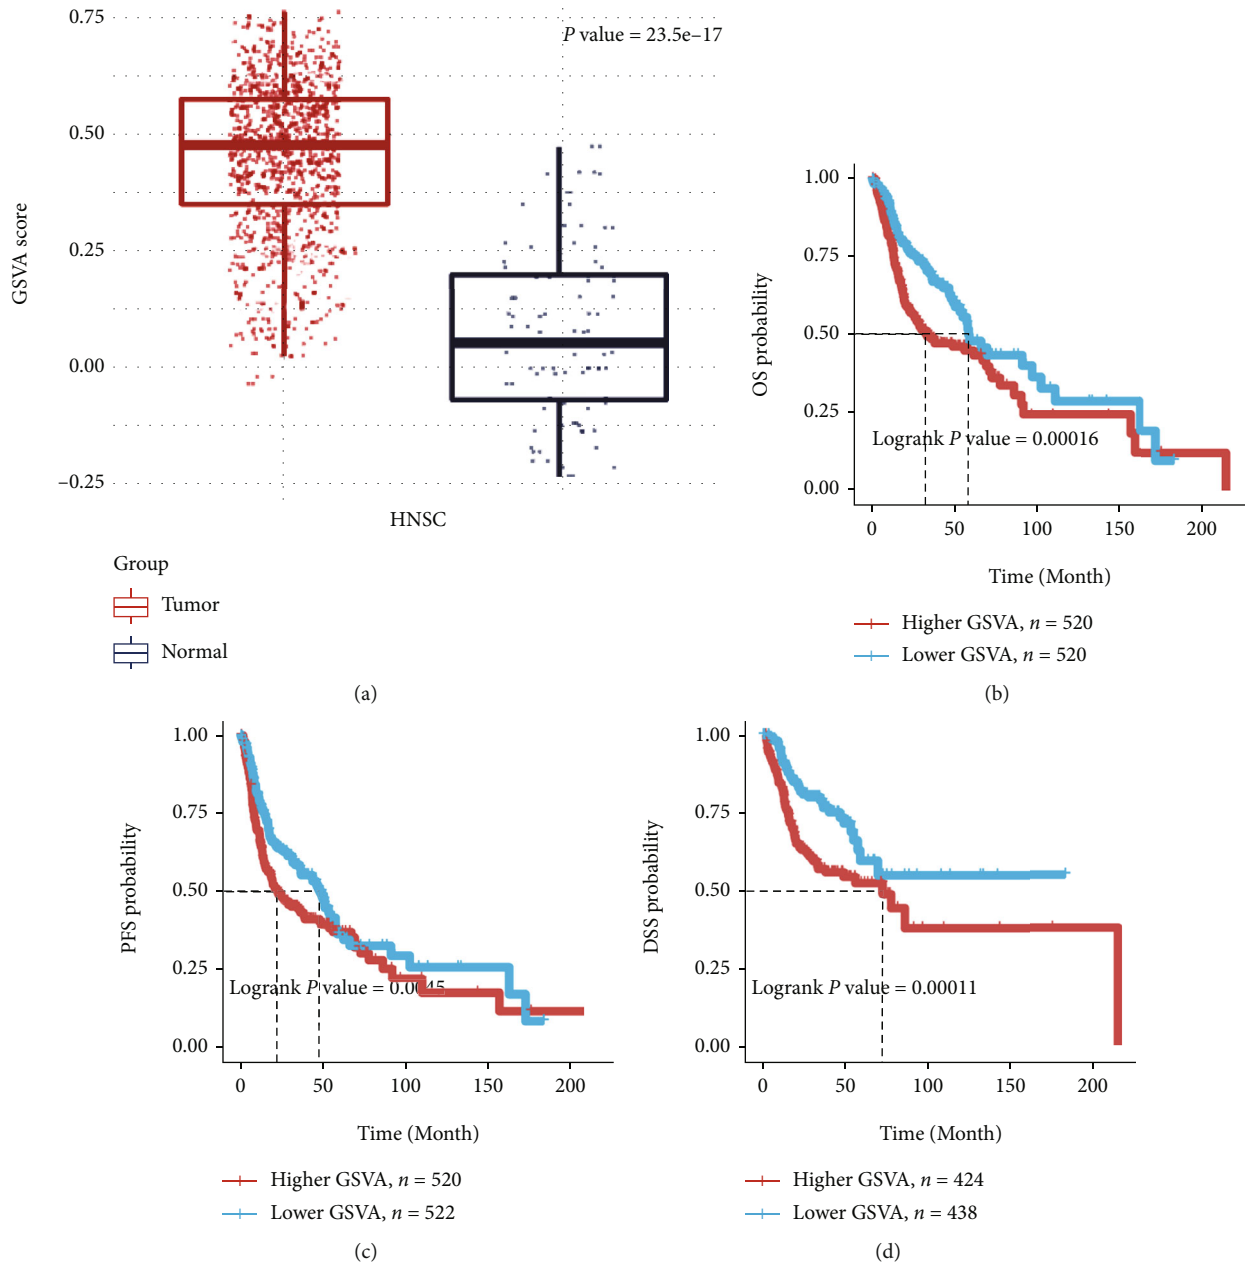 P value = 23.5e–17
0.75
0.50
0.25
0.00
–0.25
GSVA score
HNSC
Group
Tumor
Normal
(a)
1.00
0.75
0.50
0.25
0.00
OS probability
Logrank P value = 0.00016
0 50 100 150 200
Time (Month)
Higher GSVA, n = 520
Lower GSVA, n = 520
(b)
1.00
0.75
0.50
0.25
0.00
PFS probability
Logrank P value = 0.0045
0 50 100 150 200
Time (Month)
Higher GSVA, n = 520
Lower GSVA, n = 522
(c)
1.00
0.75
0.50
0.25
0.00
DSS probability
Logrank P value = 0.00011
0 50 100 150 200
Time (Month)
Higher GSVA, n = 424
Lower GSVA, n = 438
(d)